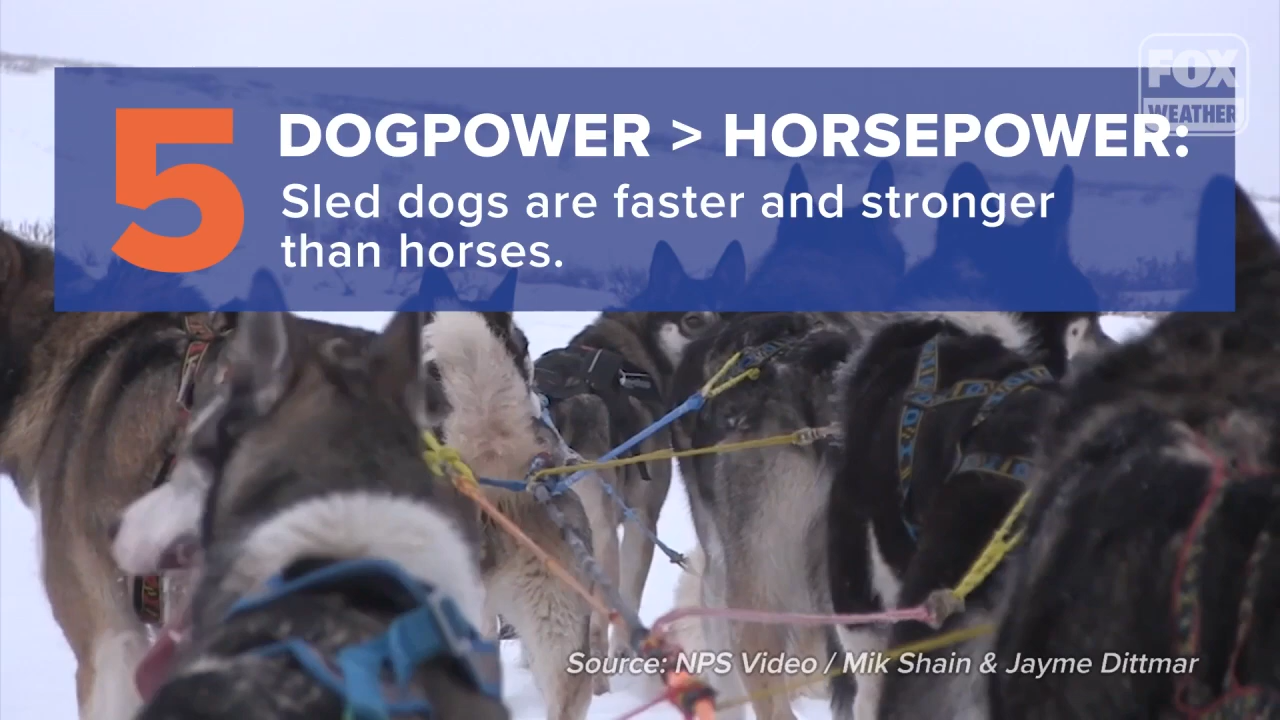 FOX
WEATHER
5
DOGPOWER > HORSEPOWER:
Sled dogs are faster and stronger
than horses.
Source: NPS Video / Mik Shain & Jayme Dittmar